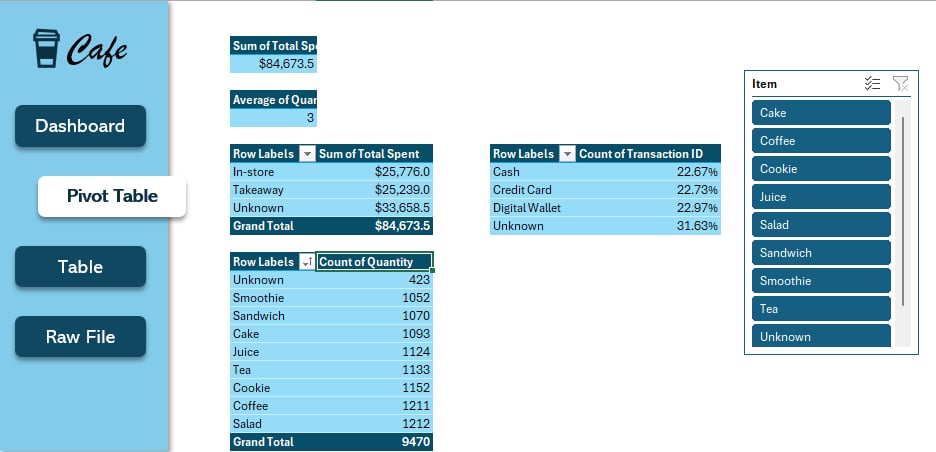 Cafe
Dashboard
Pivot Table
Table
Raw File
Sum of Total Sp
$84,673.5
Average of Quar
3
Row Labels Sum of Total Spent
In-store $25,776.0
Takeaway $25,239.0
Unknown $33,658.5
Grand Total $84,673.5
Row Labels Count of Transaction ID
Cash 22.67%
Credit Card 22.73%
Digital Wallet 22.97%
Unknown 31.63%
Row Labels Count of Quantity
Unknown 423
Smoothie 1052
Sandwich 1070
Cake 1093
Juice 1124
Tea 1133
Cookie 1152
Coffee 1211
Salad 1212
Grand Total 9470
Item
Cake
Coffee
Cookie
Juice
Salad
Sandwich
Smoothie
Tea
Unknown